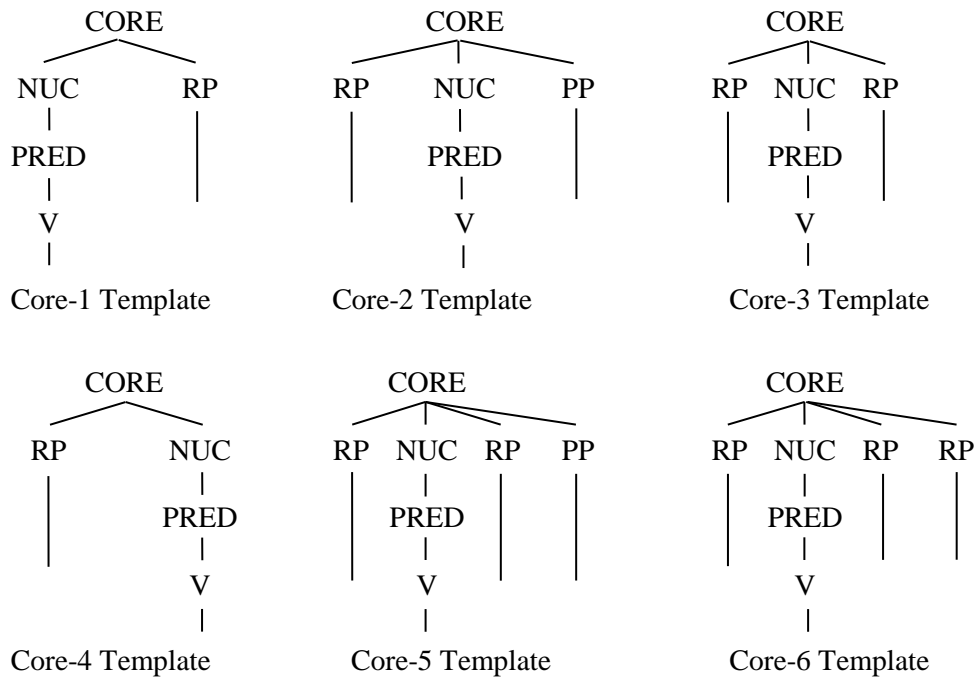 CORE CORE CORE
NUC RP RP NUC PP RP NUC RP
PRED PRED PRED
V V V
Core-1 Template Core-2 Template Core-3 Template
CORE CORE CORE
RP NUC RP NUC RP PP RP NUC RP RP
PRED PRED PRED
V V V
Core-4 Template Core-5 Template Core-6 Template